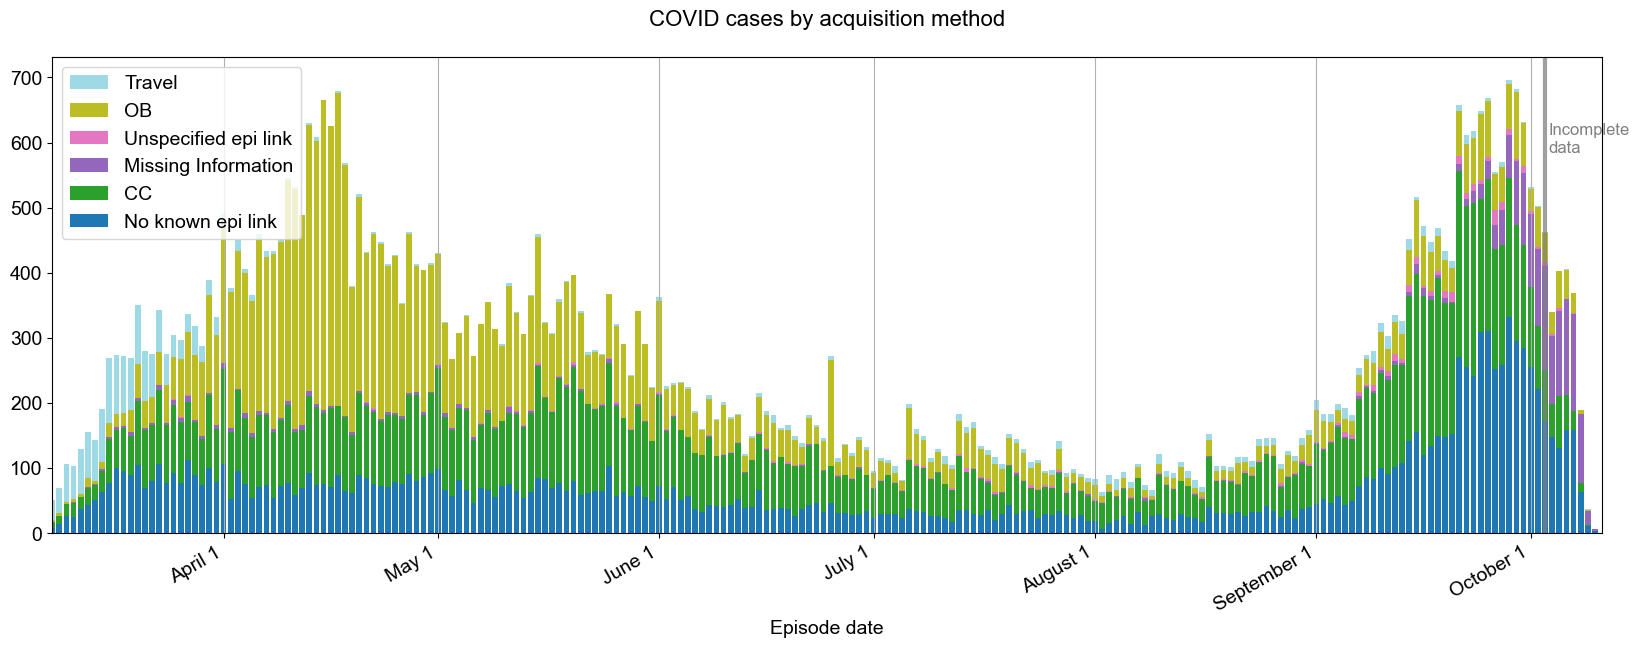 COVID cases by acquisition method
700
600
500
400
300
200
100
0
Travel
OB
Unspecified epi link
Missing Information
CC
No known epi link
Incomplete
data
April 1
May 1
June 1
July 1
August 1
September 1
October 1
Episode date